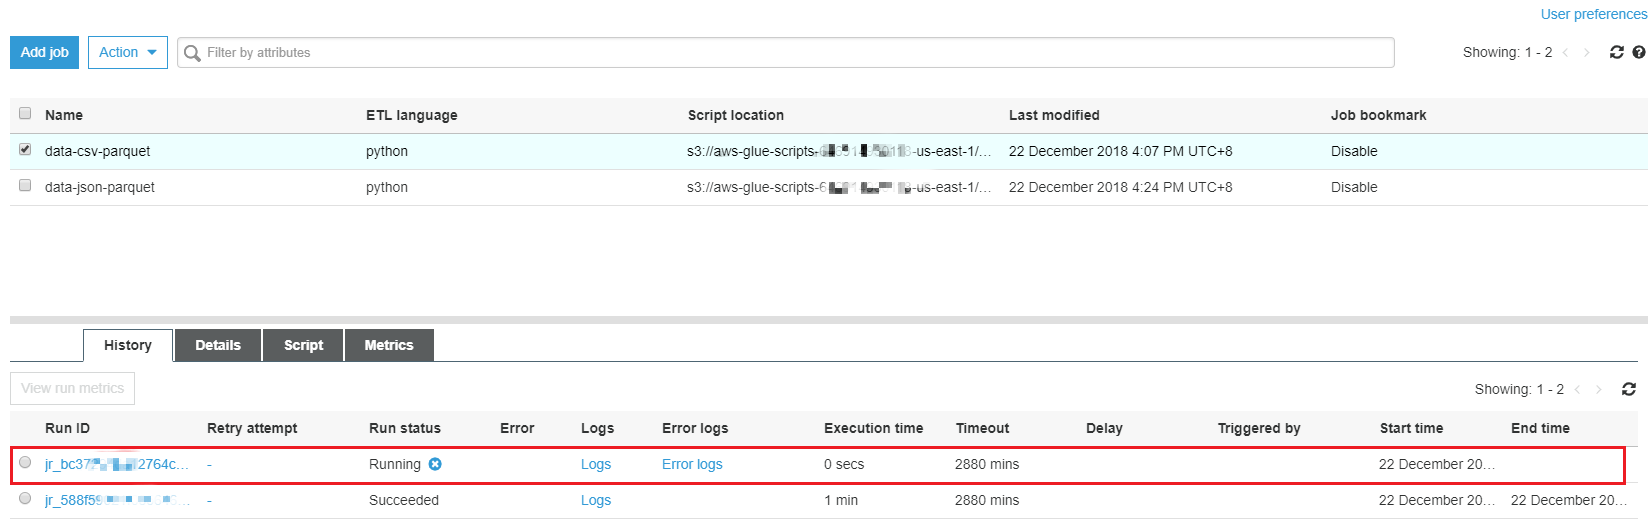 User preferences
Add job Action Filter by attributes Showing: 1 - 2
Name ETL language Script location Last modified Job bookmark
data-csv-parquet python s3://aws-glue-scripts- -us-east-1/… 22 December 2018 4:07 PM UTC+8 Disable
data-json-parquet python s3://aws-glue-scripts- -us-east-1/… 22 December 2018 4:24 PM UTC+8 Disable
History Details Script Metrics
View run metrics Showing: 1 - 2
Run ID Retry attempt Run status Error Logs Error logs Execution time Timeout Delay Triggered by Start time End time
jr_bc37 2764c… - Running Logs Error logs 0 secs 2880 mins 22 December 20…
jr_588f5 … - Succeeded Logs 1 min 2880 mins 22 December 20… 22 December 20…